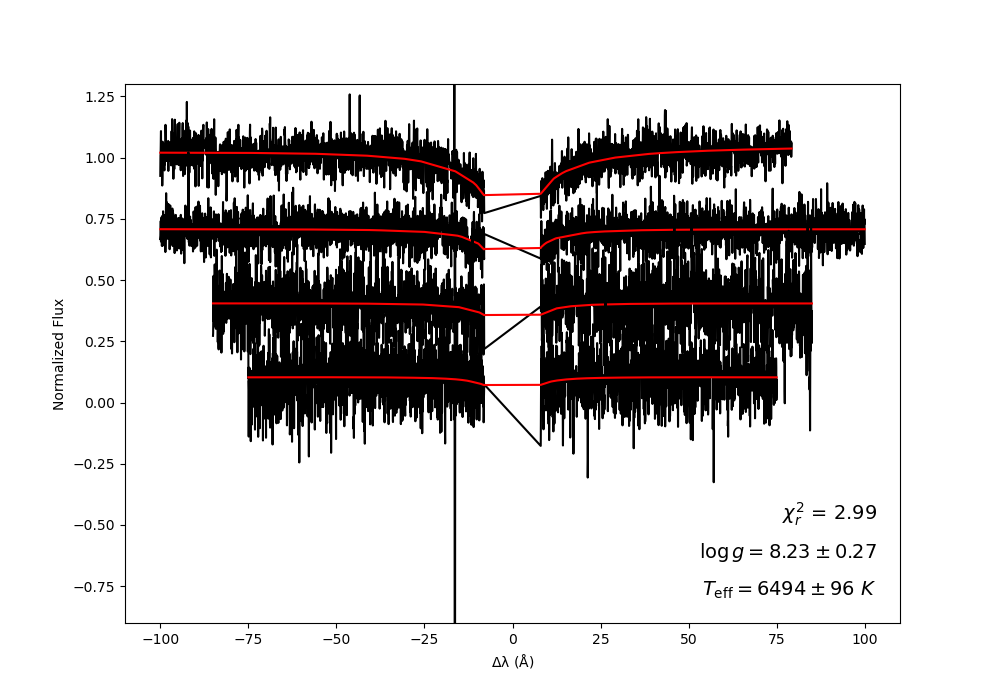 1.25
1.00
0.75
0.50
0.25
0.00
−0.25
−0.50
−0.75
Normalized Flux
χ²ᵣ = 2.99
log g = 8.23 ± 0.27
T_eff = 6494 ± 96 K
−100 −75 −50 −25 0 25 50 75 100
Δλ (Å)